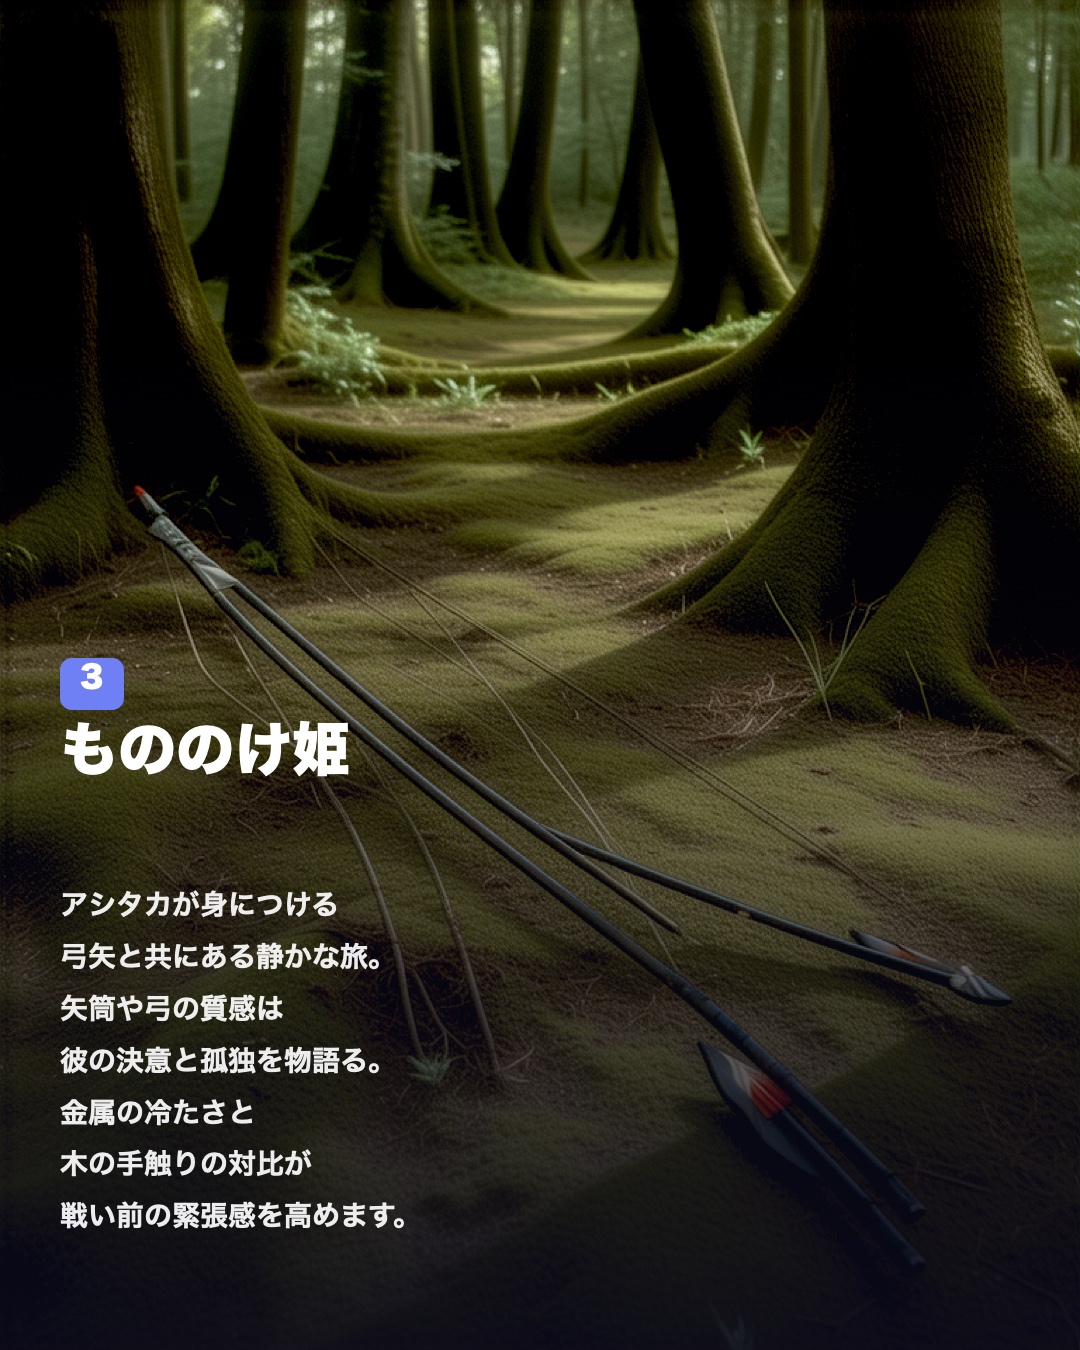 3
もののけ姫
アシタカが身につける
弓矢と共にある静かな旅。
矢筒や弓の質感は
彼の決意と孤独を物語る。
金属の冷たさと
木の手触りの対比が
戦い前の緊張感を高めます。